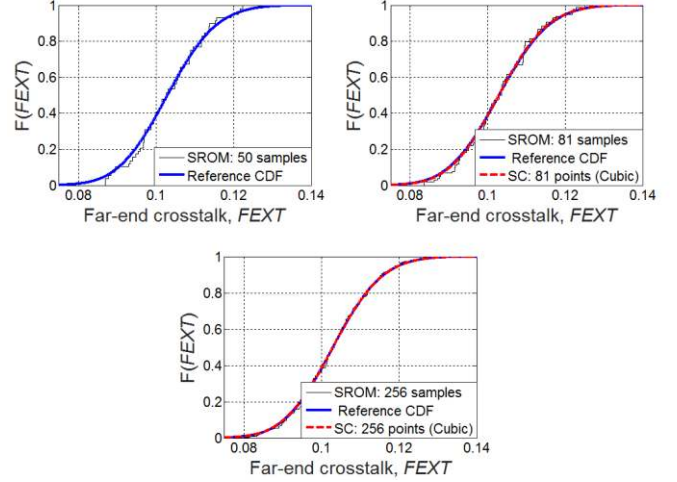 1
0.8
0.6
0.4
0.2
0
F(FEXT)
SROM: 50 samples
Reference CDF
0.08 0.1 0.12 0.14
Far-end crosstalk, FEXT
1
0.8
0.6
0.4
0.2
0
F(FEXT)
SROM: 81 samples
Reference CDF
SC: 81 points (Cubic)
0.08 0.1 0.12 0.14
Far-end crosstalk, FEXT
1
0.8
0.6
0.4
0.2
0
F(FEXT)
SROM: 256 samples
Reference CDF
SC: 256 points (Cubic)
0.08 0.1 0.12 0.14
Far-end crosstalk, FEXT